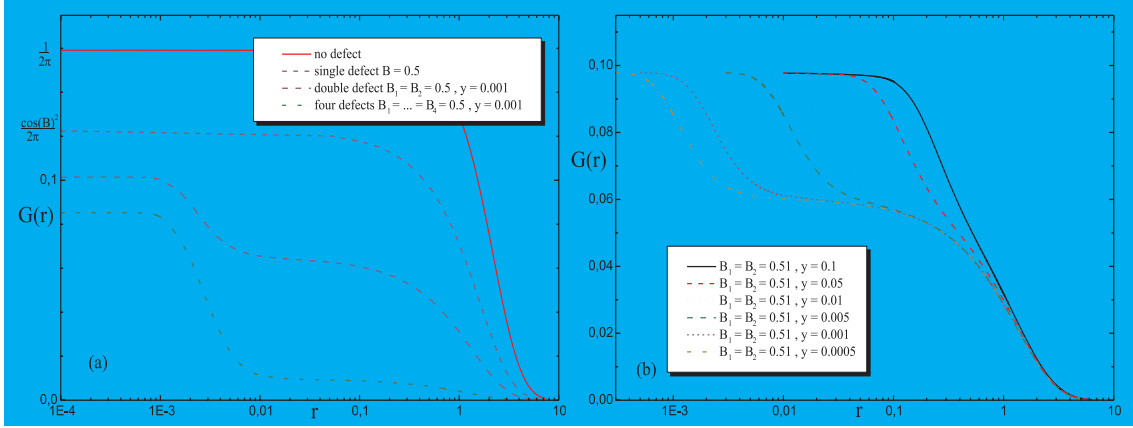 1
2π
cos(B)²
2π
0,1
G(r)
0,0
no defect
single defect B = 0.5
double defect B₁ = B₂ = 0.5 , y = 0.001
four defects B₁ = ... = B₄ = 0.5 , y = 0.001
(a)
1E-4 1E-3 0,01 0,1 1 10
r
0,10
0,08
G(r)
0,06
0,04
0,02
0,00
B₁ = B₂ = 0.51 , y = 0.1
B₁ = B₂ = 0.51 , y = 0.05
B₁ = B₂ = 0.51 , y = 0.01
B₁ = B₂ = 0.51 , y = 0.005
B₁ = B₂ = 0.51 , y = 0.001
B₁ = B₂ = 0.51 , y = 0.0005
(b)
1E-3 0,01 0,1 1 10
r